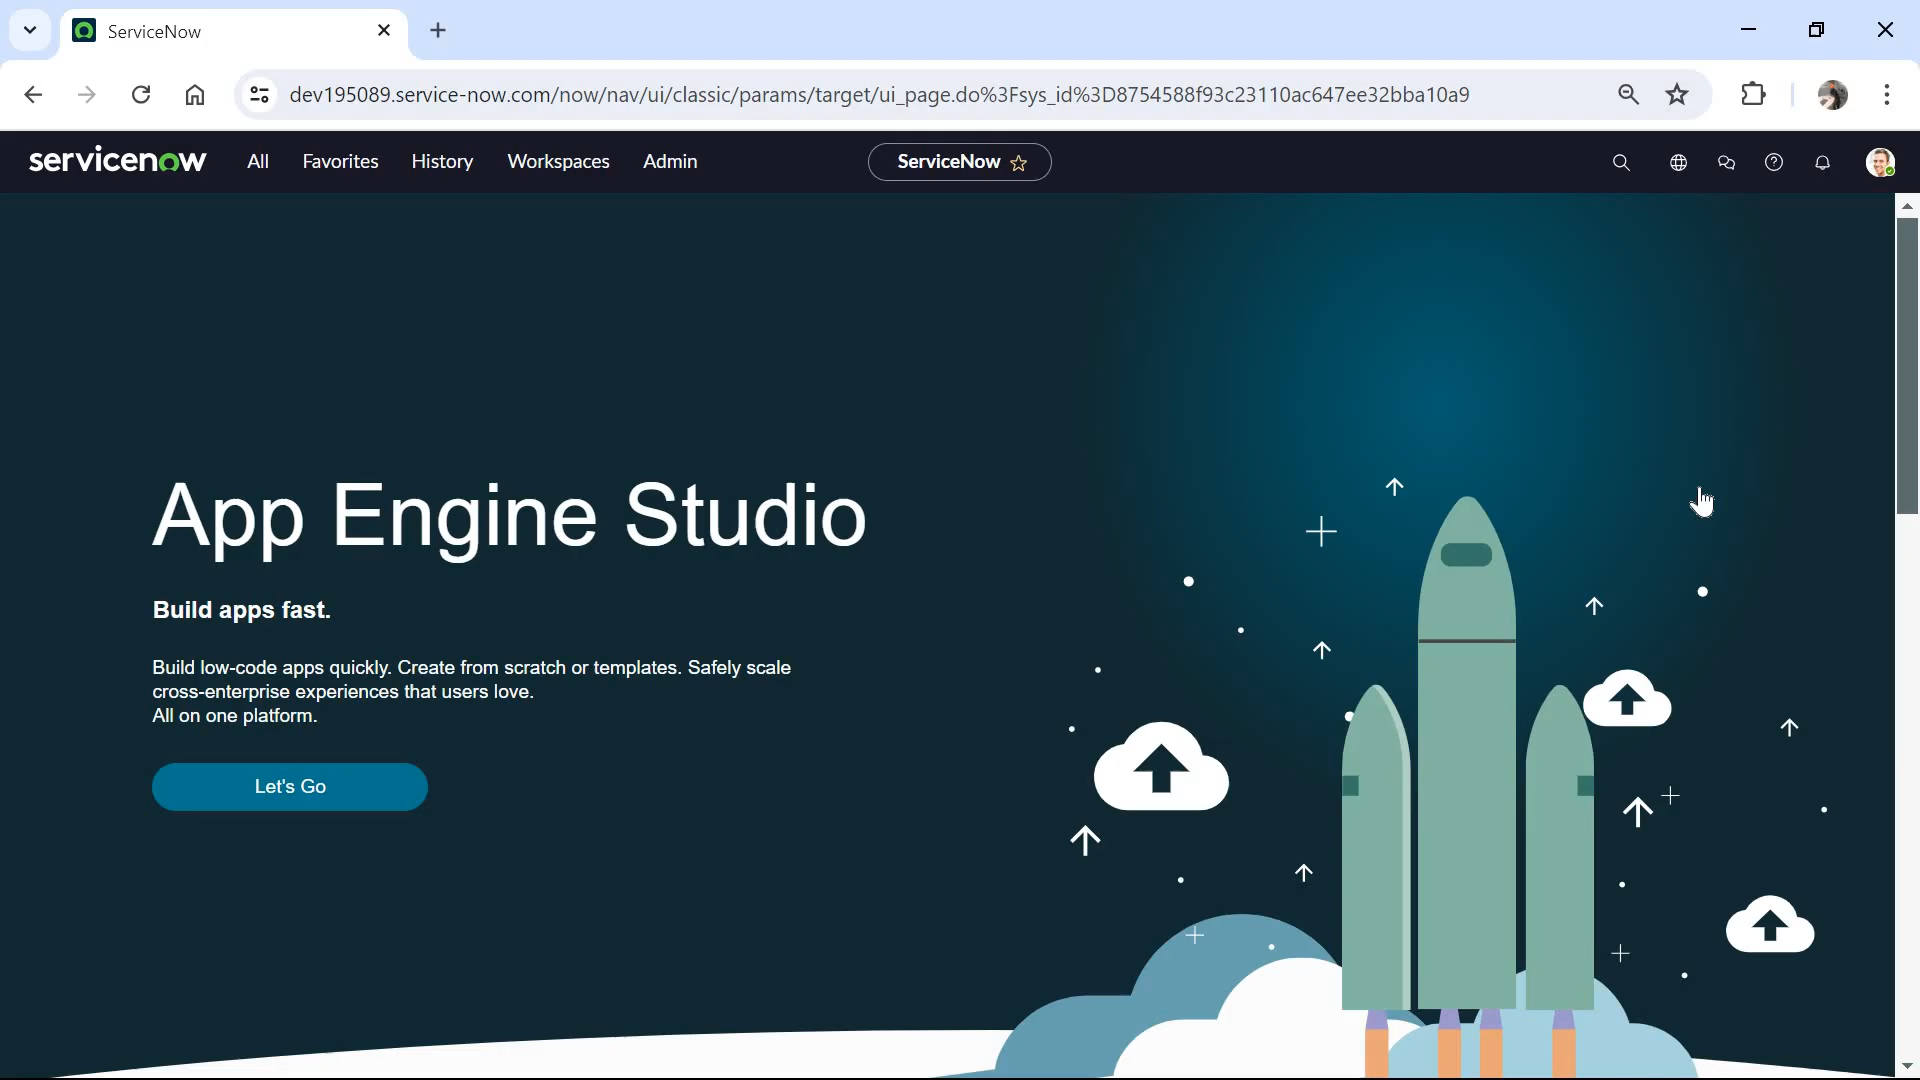 ServiceNow
dev195089.service-now.com/now/nav/ui/classic/params/target/ui_page.do%3Fsys_id%3D8754588f93c23110ac647ee32bba10a9
servicenow
All
Favorites
History
Workspaces
Admin
ServiceNow
App Engine Studio
Build apps fast.
Build low-code apps quickly. Create from scratch or templates. Safely scale
cross-enterprise experiences that users love.
All on one platform.
Let's Go